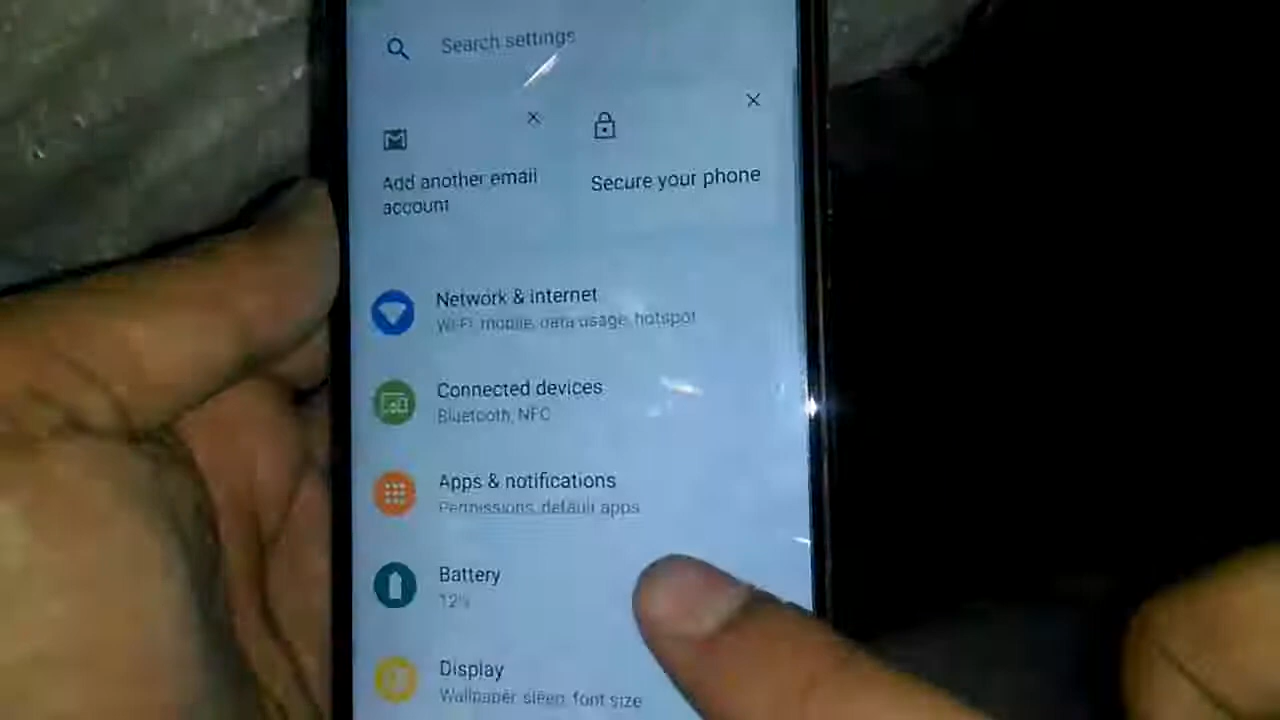 Search settings
Add another email
account
Secure your phone
Network & internet
Wi-Fi, mobile, data usage, hotspot
Connected devices
Bluetooth, NFC
Apps & notifications
Permissions, default apps
Battery
12%
Display
Wallpaper, sleep, font size